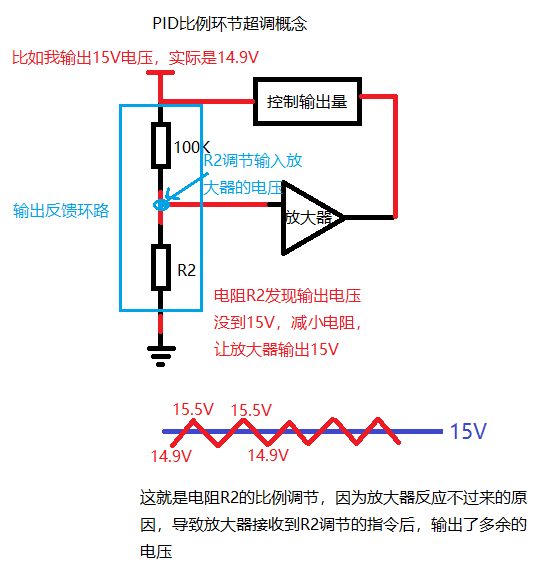 PID比例环节超调概念
比如我输出15V电压，实际是14.9V
控制输出量
100K
R2调节输入放
大器的电压
输出反馈环路
放大器
R2
电阻R2发现输出电压
没到15V，减小电阻，
让放大器输出15V
15.5V 15.5V
15V
14.9V 14.9V
这就是电阻R2的比例调节，因为放大器反应不过来的原
因，导致放大器接收到R2调节的指令后，输出了多余的
电压